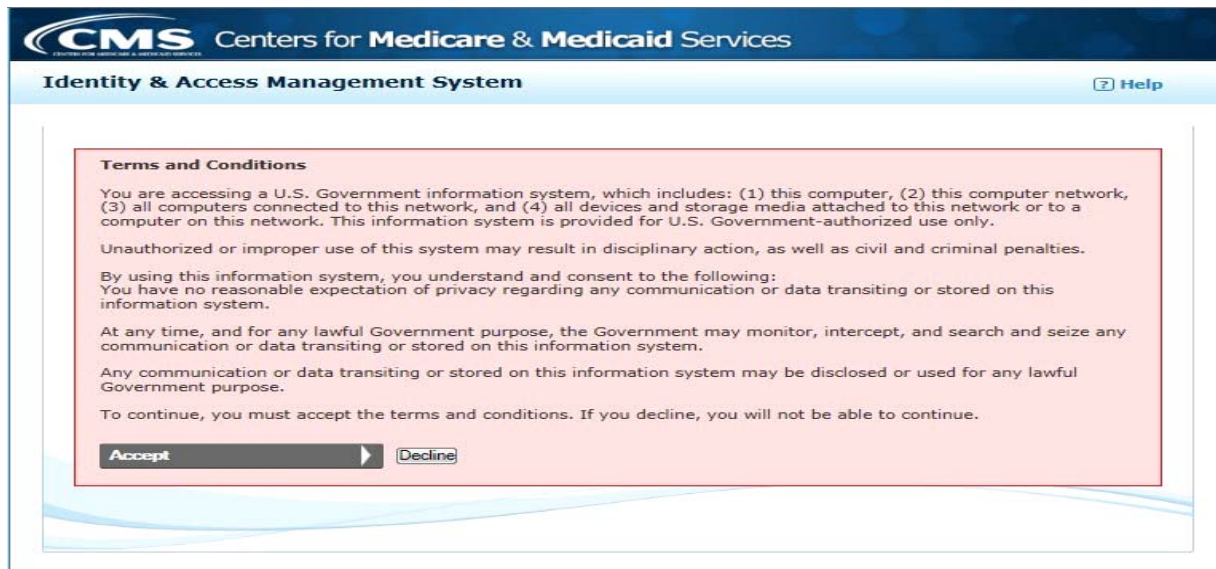 CMS Centers for Medicare & Medicaid Services
CENTERS FOR MEDICARE & MEDICAID SERVICES
Identity & Access Management System
? Help
Terms and Conditions
You are accessing a U.S. Government information system, which includes: (1) this computer, (2) this computer network,
(3) all computers connected to this network, and (4) all devices and storage media attached to this network or to a
computer on this network. This information system is provided for U.S. Government-authorized use only.
Unauthorized or improper use of this system may result in disciplinary action, as well as civil and criminal penalties.
By using this information system, you understand and consent to the following:
You have no reasonable expectation of privacy regarding any communication or data transiting or stored on this
information system.
At any time, and for any lawful Government purpose, the Government may monitor, intercept, and search and seize any
communication or data transiting or stored on this information system.
Any communication or data transiting or stored on this information system may be disclosed or used for any lawful
Government purpose.
To continue, you must accept the terms and conditions. If you decline, you will not be able to continue.
Accept
Decline